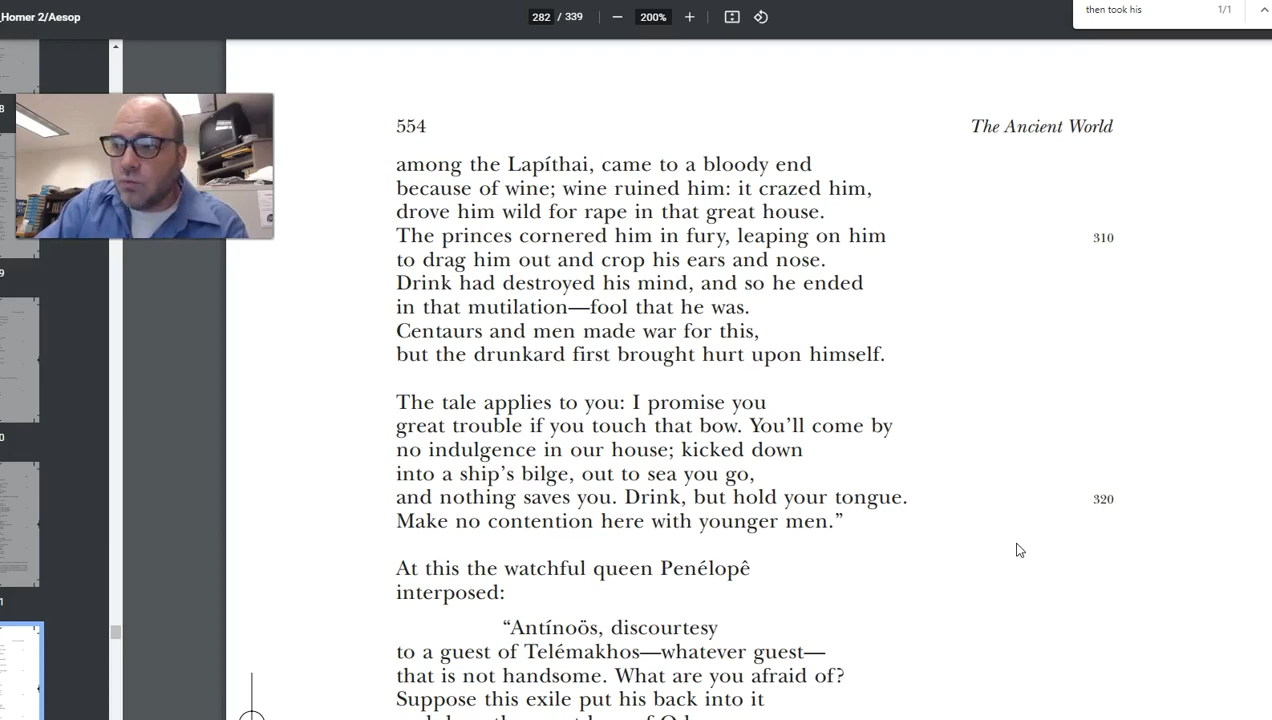 _Homer 2/Aesop
282 / 339
200%
then took his
1/1
554
The Ancient World
among the Lapíthai, came to a bloody end
because of wine; wine ruined him: it crazed him,
drove him wild for rape in that great house.
The princes cornered him in fury, leaping on him
310
to drag him out and crop his ears and nose.
Drink had destroyed his mind, and so he ended
in that mutilation—fool that he was.
Centaurs and men made war for this,
but the drunkard first brought hurt upon himself.
The tale applies to you: I promise you
great trouble if you touch that bow. You’ll come by
no indulgence in our house; kicked down
into a ship’s bilge, out to sea you go,
and nothing saves you. Drink, but hold your tongue.
320
Make no contention here with younger men.”
At this the watchful queen Penélopê
interposed:
“Antínoös, discourtesy
to a guest of Telémakhos—whatever guest—
that is not handsome. What are you afraid of?
Suppose this exile put his back into it
8
9
0
1